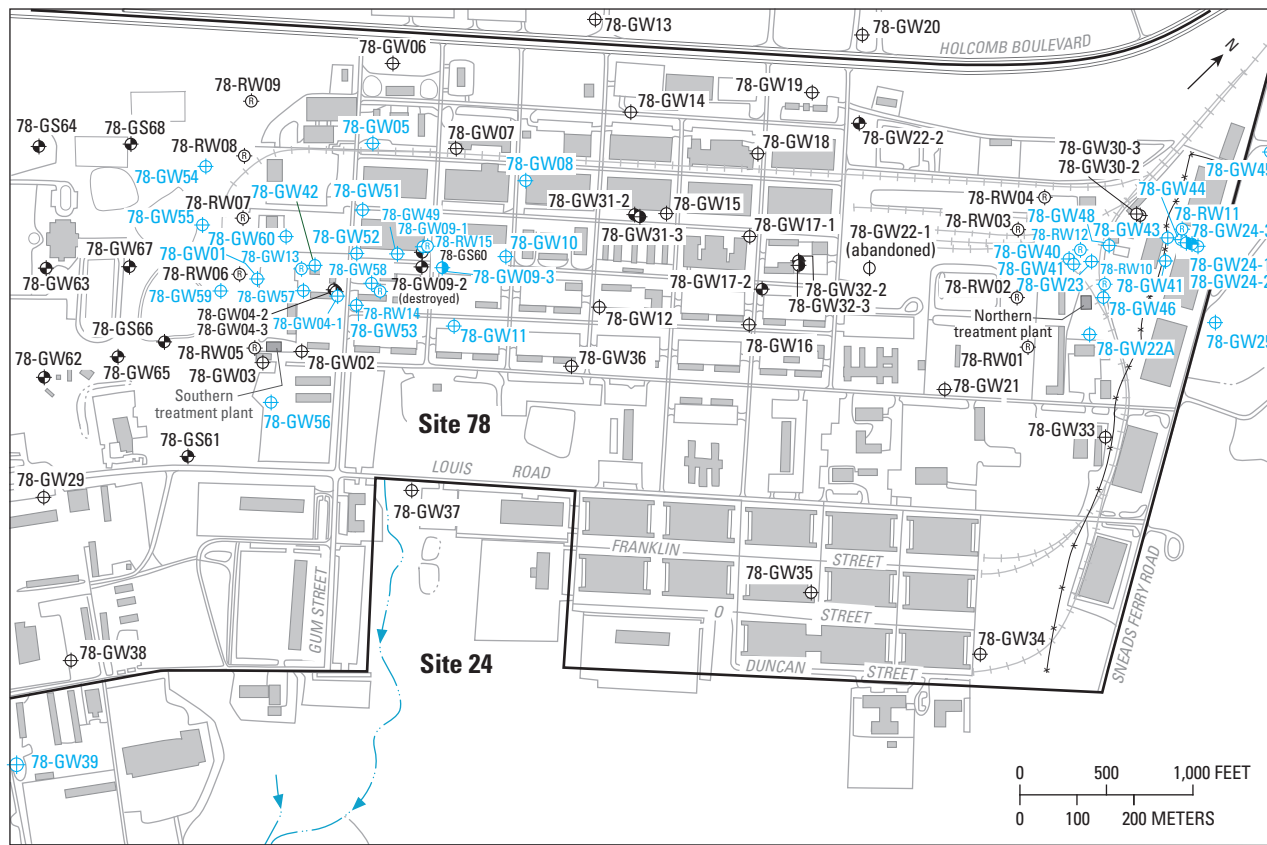 78-GW13
78-GW20
HOLCOMB BOULEVARD
N
78-GW06
78-RW09
78-GW19
78-GW14
78-GS64
78-GS68
78-GW05
78-GW07
78-GW18
78-GW22-2
78-GW30-3
78-GW30-2
78-RW08
78-GW54
78-GW42
78-GW51
78-GW08
78-GW45
78-GW44
78-RW04
78-RW11
78-RW07
78-GW55
78-GW49
78-GW31-2
78-GW15
78-RW03
78-GW48
78-GW43
78-GW24-3
78-GW60
78-GW52
78-GW09-1
78-RW15
78-GW10
78-GW31-3
78-GW17-1
78-GW22-1
(abandoned)
78-RW12
78-GW67
78-GW01
78-GW13
78-GS60
78-GW40
78-GW41
78-RW10
78-GW24-1
78-GW63
78-RW06
78-GW58
78-GW09-3
78-GW09-2
(destroyed)
78-GW17-2
78-GW32-2
78-GW32-3
78-RW02
78-GW23
78-GW41
78-GW24-2
78-GW59
78-GW57
78-GW46
78-GW04-2
78-GW04-3
78-GW04-1
78-RW14
78-GW53
78-GW11
78-GW12
78-GW16
Northern
treatment plant
78-GS66
78-RW05
78-GW22A
78-GW25
78-GW62
78-GW65
78-GW03
78-GW02
78-GW36
78-RW01
78-GW21
Southern
treatment plant
78-GW56
Site 78
78-GW33
78-GS61
LOUIS ROAD
78-GW29
78-GW37
FRANKLIN STREET
78-GW35
O STREET
GUM STREET
78-GW38
Site 24
78-GW34
DUNCAN STREET
SNEADS FERRY ROAD
78-GW39
0 500 1,000 FEET
0 100 200 METERS